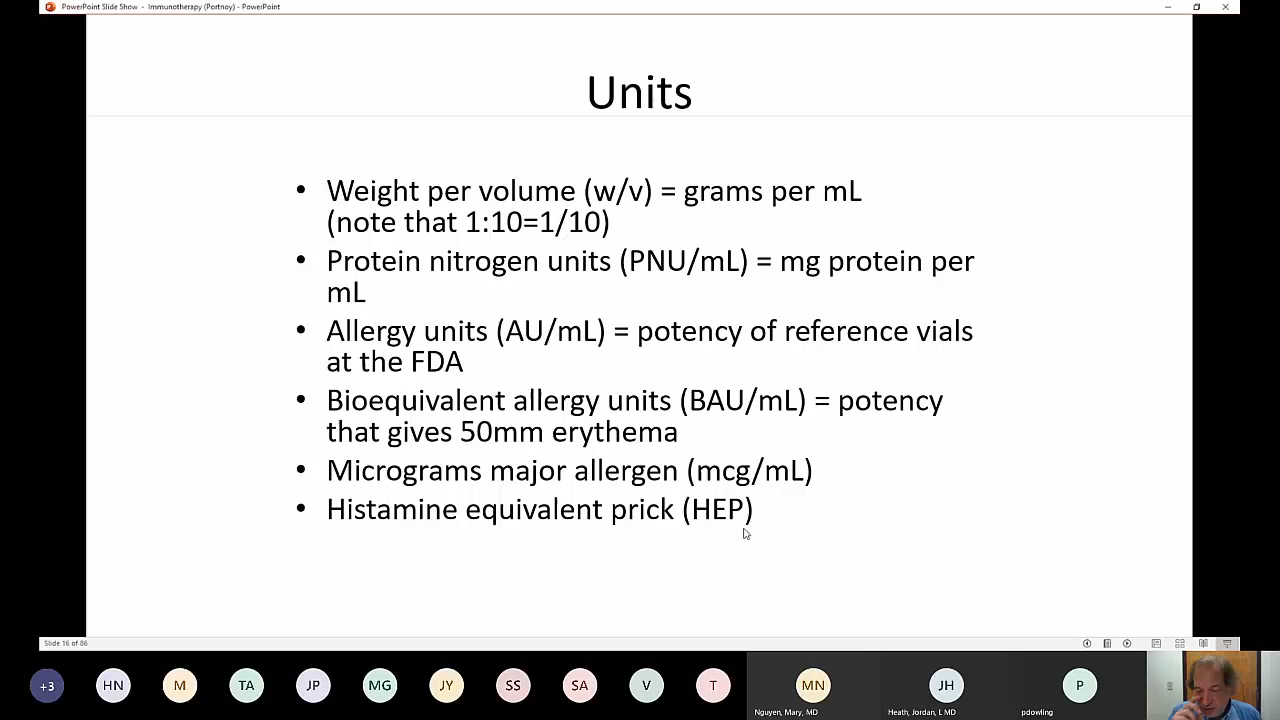 PowerPoint Slide Show - Immunotherapy (Portnoy) - PowerPoint
Units
• Weight per volume (w/v) = grams per mL
(note that 1:10=1/10)
• Protein nitrogen units (PNU/mL) = mg protein per
mL
• Allergy units (AU/mL) = potency of reference vials
at the FDA
• Bioequivalent allergy units (BAU/mL) = potency
that gives 50mm erythema
• Micrograms major allergen (mcg/mL)
• Histamine equivalent prick (HEP)
Slide 16 of 86
+3 HN M TA JP MG JY SS SA V T MN JH P
Nguyen, Mary, MD Heath, Jordan, L MD pdowling